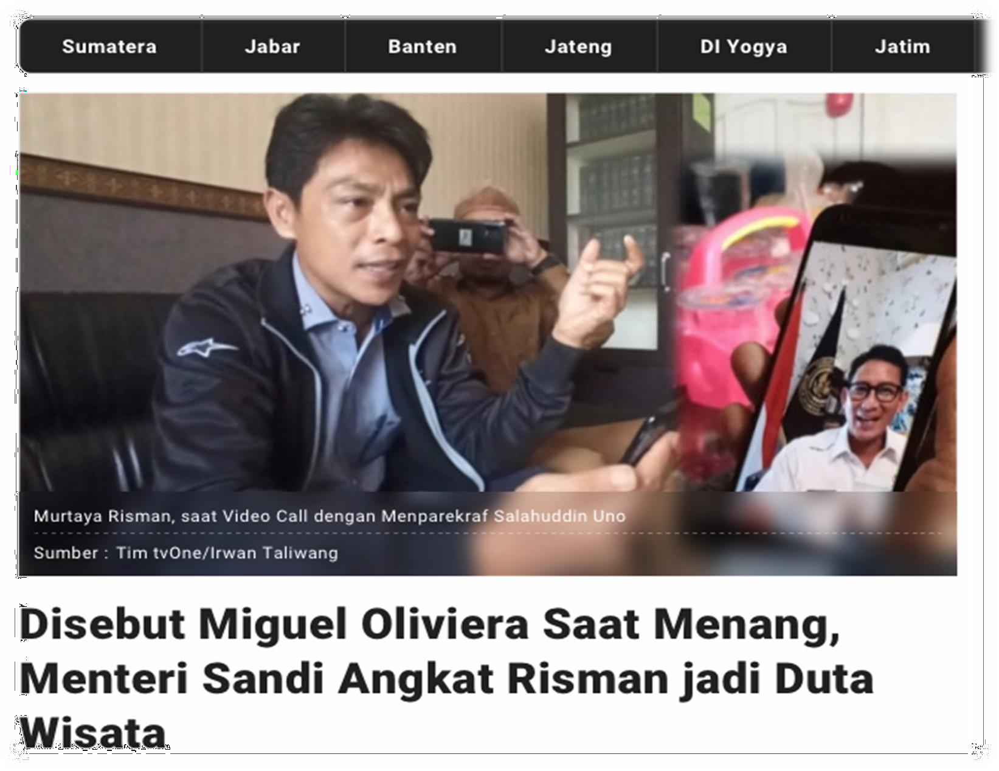 Sumatera Jabar Banten Jateng DI Yogya Jatim
Murtaya Risman, saat Video Call dengan Menparekraf Salahuddin Uno
Sumber : Tim tvOne/Irwan Taliwang
Disebut Miguel Oliviera Saat Menang,
Menteri Sandi Angkat Risman jadi Duta
Wisata